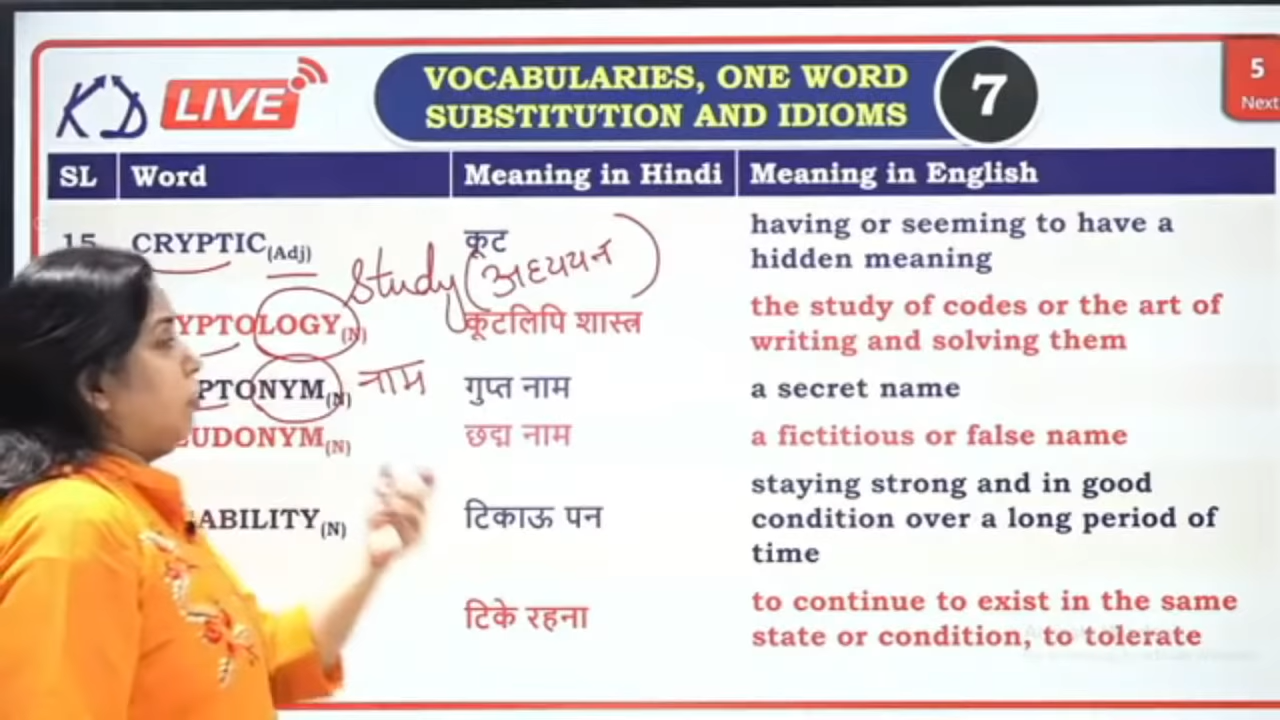 KD LIVE
VOCABULARIES, ONE WORD
SUBSTITUTION AND IDIOMS
7
5
Next
SL Word Meaning in Hindi Meaning in English
15 CRYPTIC(Adj) कूट having or seeming to have a
hidden meaning
Study (अध्ययन)
YPTOLOGY(N) कूटलिपि शास्त्र the study of codes or the art of
writing and solving them
PTONYM(N) नाम गुप्त नाम a secret name
UDONYM(N) छद्म नाम a fictitious or false name
ABILITY(N) टिकाऊ पन staying strong and in good
condition over a long period of
time
टिके रहना to continue to exist in the same
state or condition, to tolerate